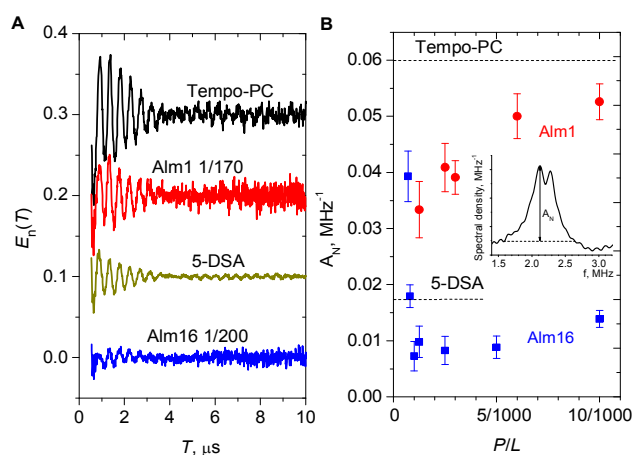 A
0.4
0.3
0.2
0.1
0.0
Eₙ(T)
Tempo-PC
Alm1 1/170
5-DSA
Alm16 1/200
0 2 4 6 8 10
T, μs
B
0.06
0.05
0.04
0.03
0.02
0.01
0.00
A_N, MHz⁻¹
Tempo-PC
Alm1
5-DSA
Alm16
Spectral density, MHz⁻¹
A_N
1.5 2.0 2.5 3.0
f, MHz
0 5/1000 10/1000
P/L